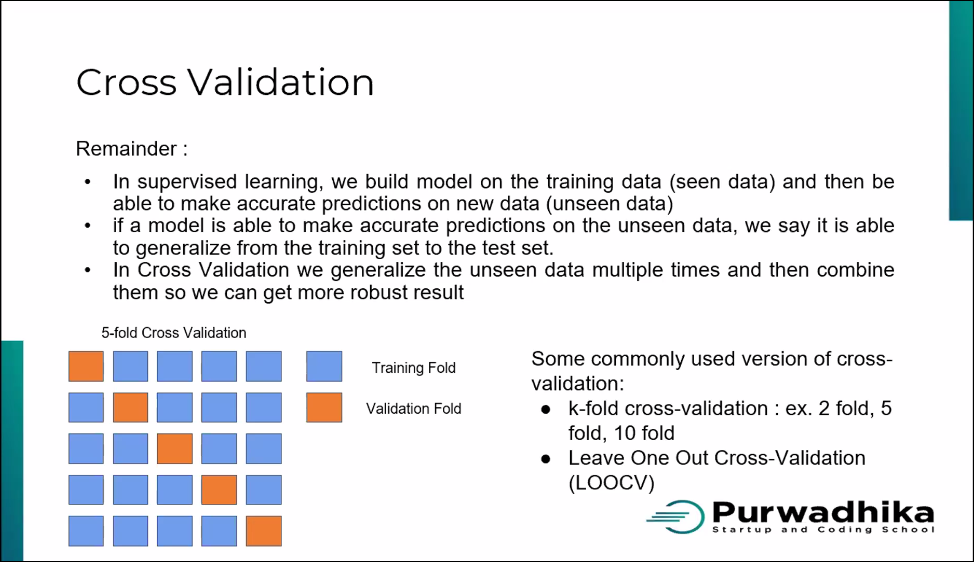 Cross Validation
Remainder :
• In supervised learning, we build model on the training data (seen data) and then be
able to make accurate predictions on new data (unseen data)
• if a model is able to make accurate predictions on the unseen data, we say it is able
to generalize from the training set to the test set.
• In Cross Validation we generalize the unseen data multiple times and then combine
them so we can get more robust result
5-fold Cross Validation
Training Fold
Validation Fold
Some commonly used version of cross-
validation:
● k-fold cross-validation : ex. 2 fold, 5
fold, 10 fold
● Leave One Out Cross-Validation
(LOOCV)
Purwadhika
Startup and Coding School